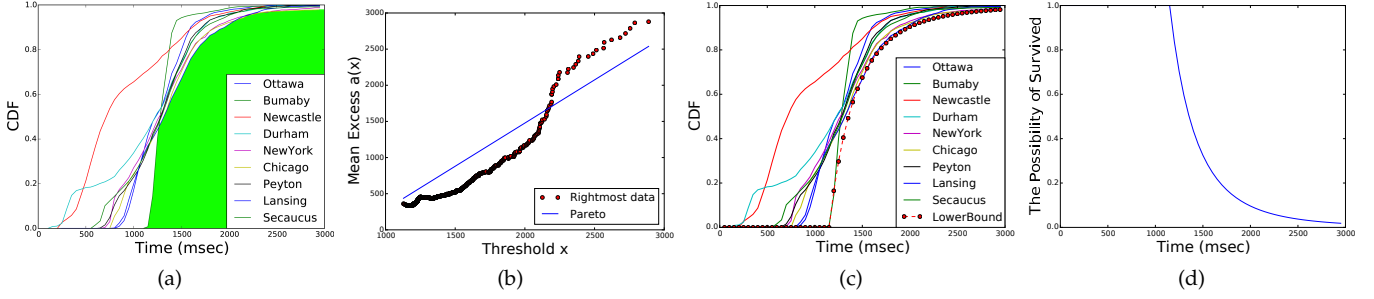 1.0
0.8
0.6
0.4
0.2
0.0
CDF
0 500 1000 1500 2000 2500 3000
Time (msec)
Ottawa
Bumaby
Newcastle
Durham
NewYork
Chicago
Peyton
Lansing
Secaucus
(a)
3000
2500
2000
1500
1000
500
0
Mean Excess a(x)
1000 1500 2000 2500 3000
Threshold x
Rightmost data
Pareto
(b)
1.0
0.8
0.6
0.4
0.2
0.0
CDF
0 500 1000 1500 2000 2500 3000
Time (msec)
Ottawa
Bumaby
Newcastle
Durham
NewYork
Chicago
Peyton
Lansing
Secaucus
LowerBound
(c)
1.0
0.8
0.6
0.4
0.2
0.0
The Possibility of Survived
0 500 1000 1500 2000 2500 3000
Time (msec)
(d)